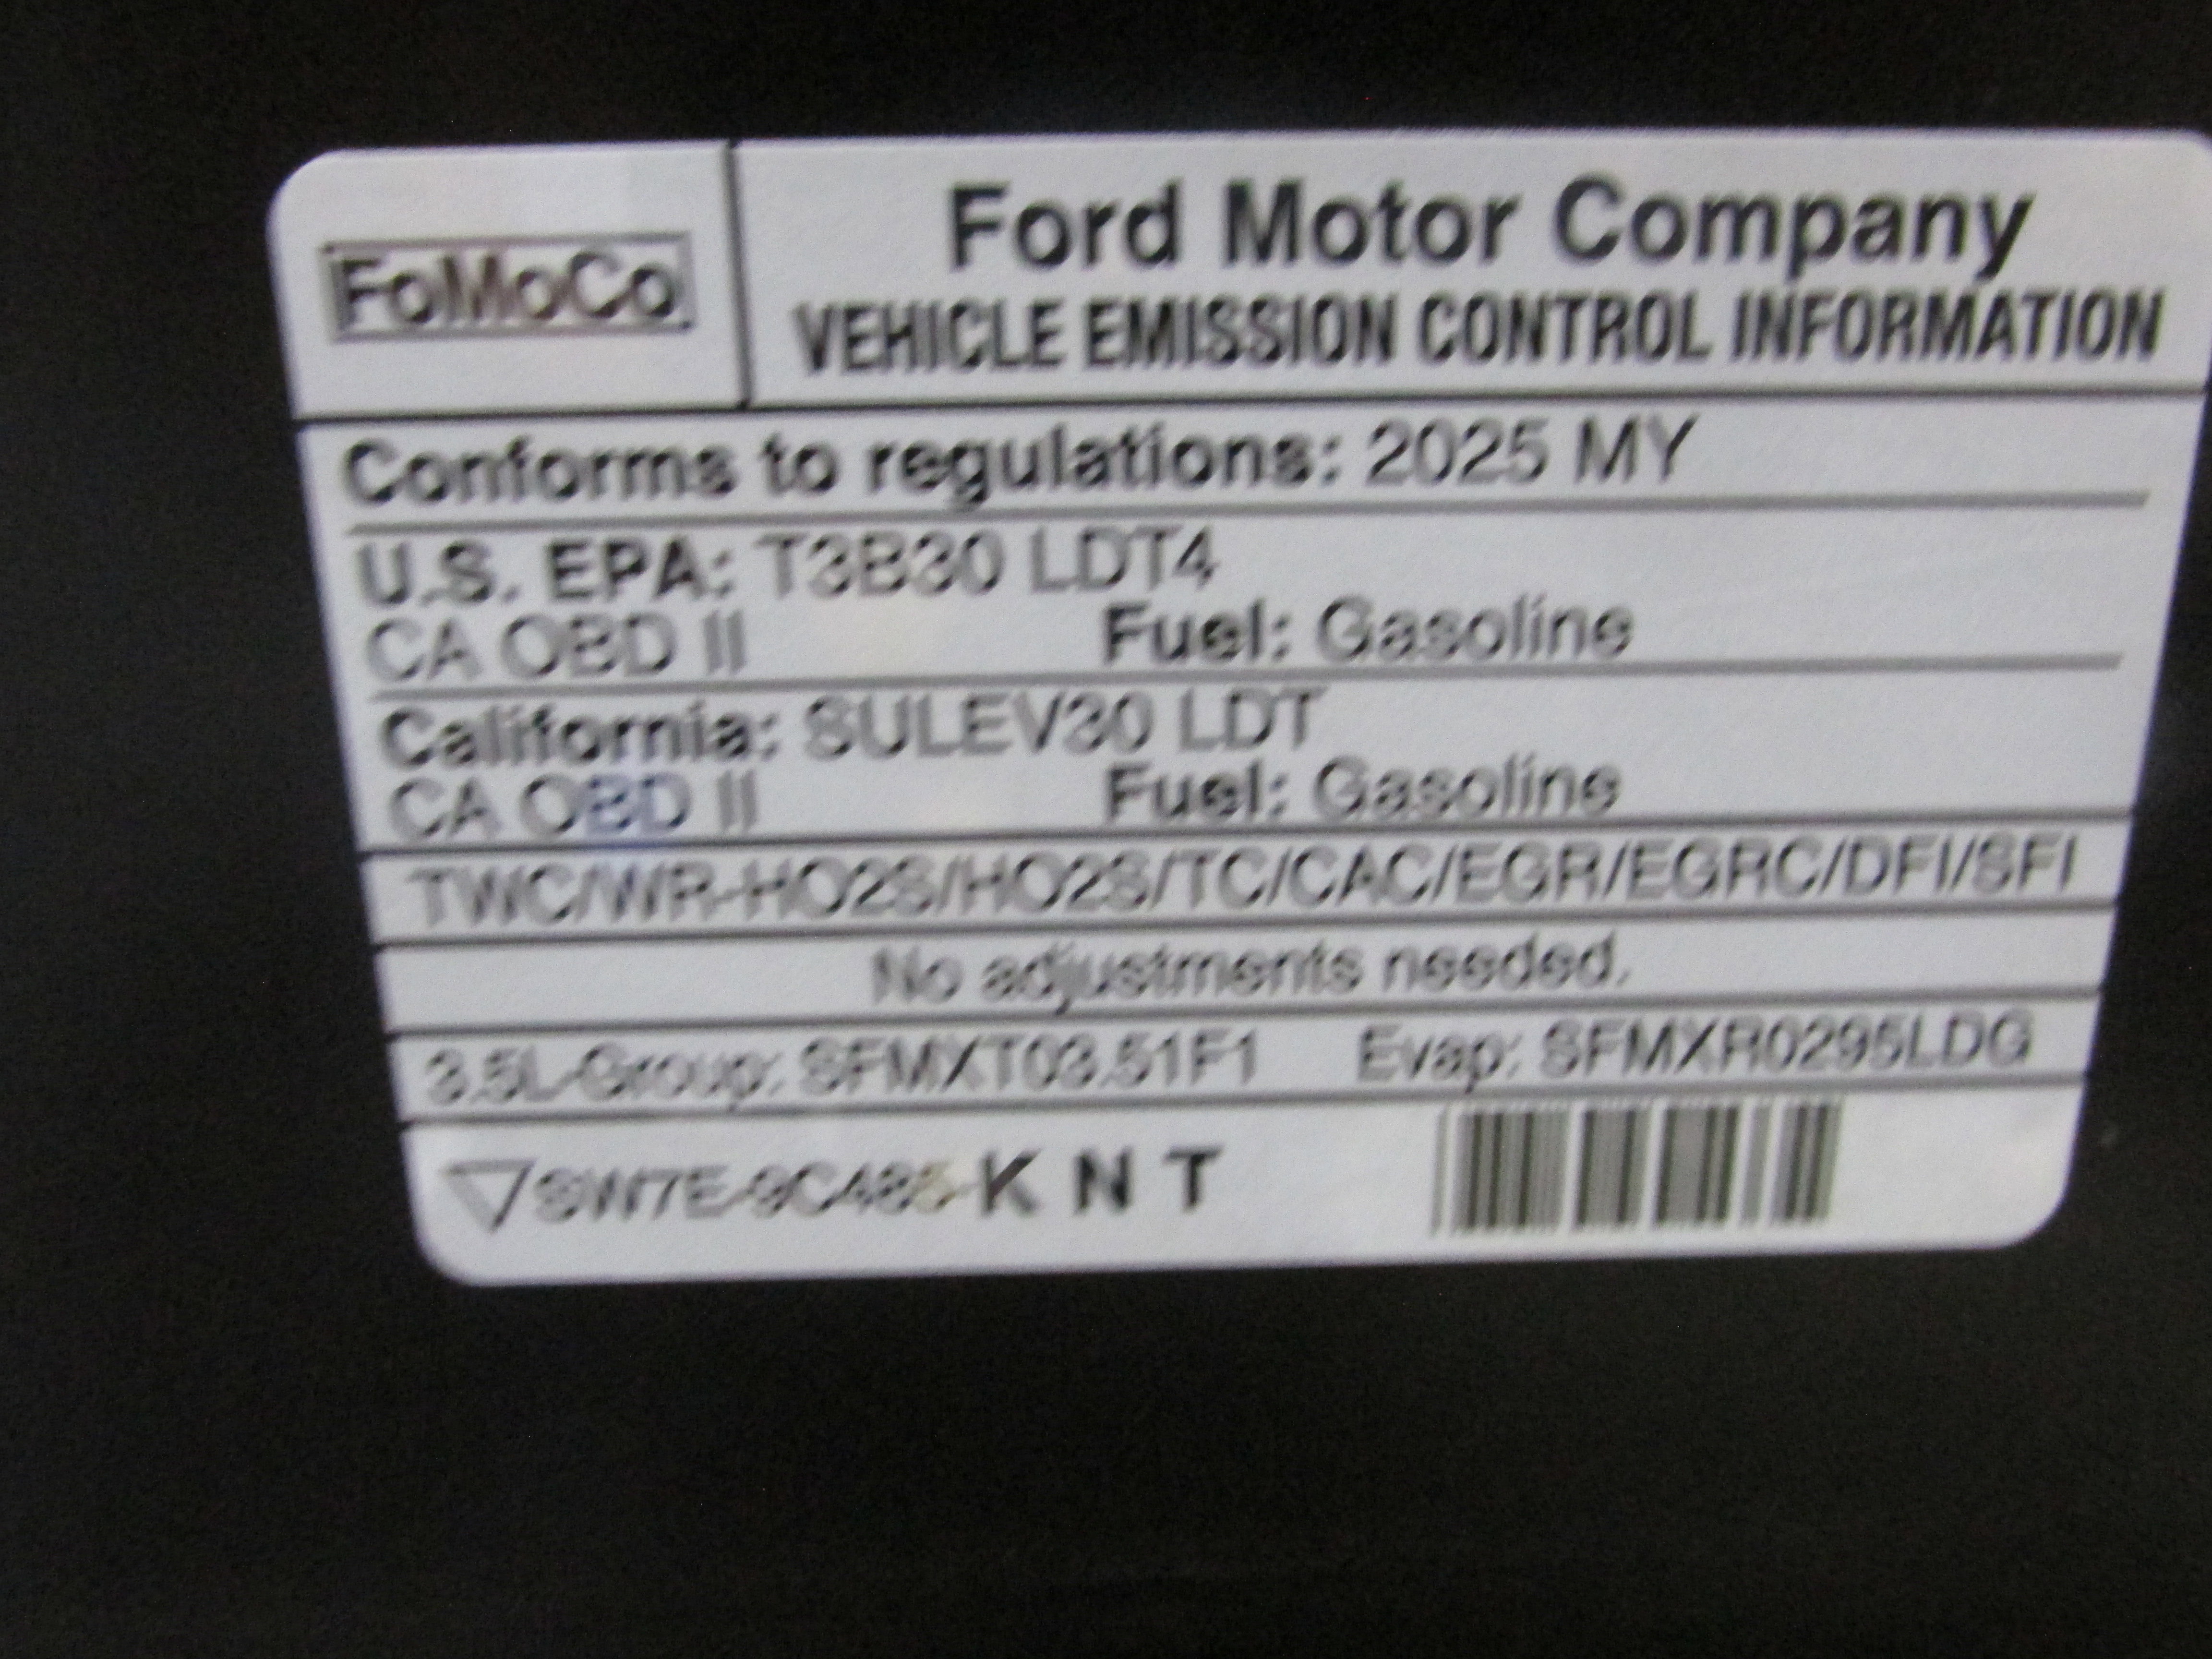 FoMoCo
Ford Motor Company
VEHICLE EMISSION CONTROL INFORMATION
Conforms to regulations: 2025 MY
U.S. EPA: T3B30 LDT4
CA OBD II Fuel: Gasoline
California: SULEV30 LDT
CA OBD II Fuel: Gasoline
TWC/WR-HO2S/HO2S/TC/CAC/EGR/EGRC/DFI/SFI
No adjustments needed.
3.5L-Group: SFMXT03.51F1 Evap: SFMXR0295LDG
SW7E-9C485-K N T